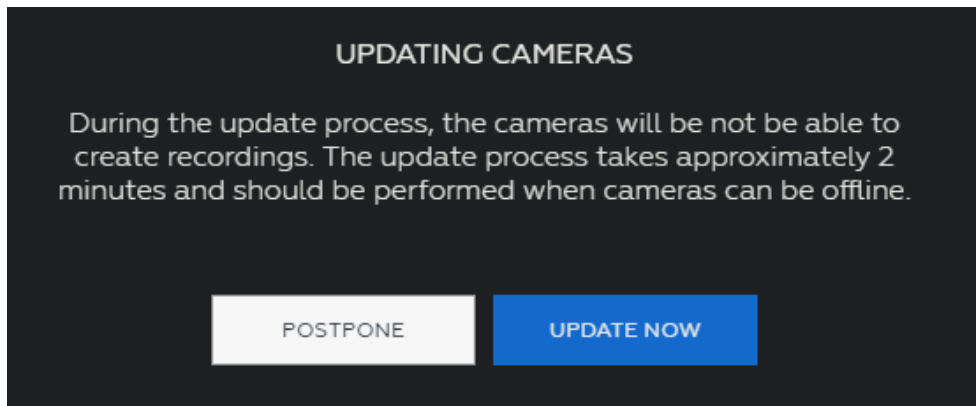 UPDATING CAMERAS
During the update process, the cameras will be not be able to
create recordings. The update process takes approximately 2
minutes and should be performed when cameras can be offline.
POSTPONE
UPDATE NOW